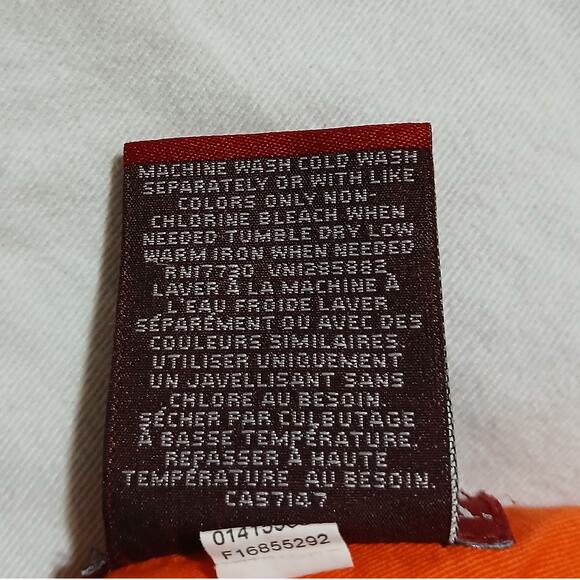 MACHINE WASH COLD WASH
SEPARATELY OR WITH LIKE
COLORS ONLY NON-
CHLORINE BLEACH WHEN
NEEDED TUMBLE DRY LOW
WARM IRON WHEN NEEDED
RN17730 VN1285882
LAVER À LA MACHINE À
L'EAU FROIDE LAVER
SÉPARÉMENT OU AVEC DES
COULEURS SIMILAIRES
UTILISER UNIQUEMENT
UN JAVELLISANT SANS
CHLORE AU BESOIN.
SÉCHER PAR CULBUTAGE
À BASSE TEMPÉRATURE.
REPASSER À HAUTE
TEMPÉRATURE AU BESOIN.
CA57147
F16855292